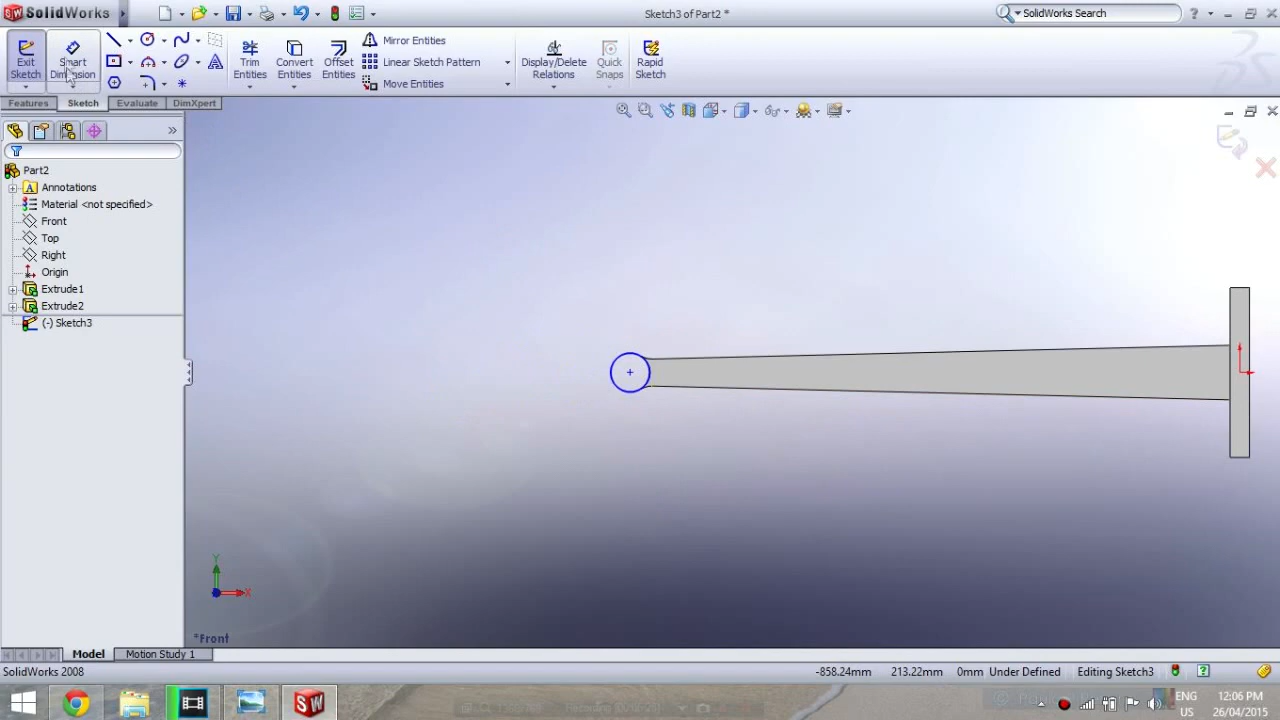 SolidWorks
Sketch3 of Part2 *
SolidWorks Search
Exit Sketch
Smart Dimension
Trim Entities
Convert Entities
Offset Entities
Mirror Entities
Linear Sketch Pattern
Move Entities
Display/Delete Relations
Quick Snaps
Rapid Sketch
Features
Sketch
Evaluate
DimXpert
Part2
Annotations
Material <not specified>
Front
Top
Right
Origin
Extrude1
Extrude2
(-) Sketch3
Y
X
*Front
Model
Motion Study 1
SolidWorks 2008
-858.24mm
213.22mm
0mm
Under Defined
Editing Sketch3
ENG
US
12:06 PM
26/04/2015